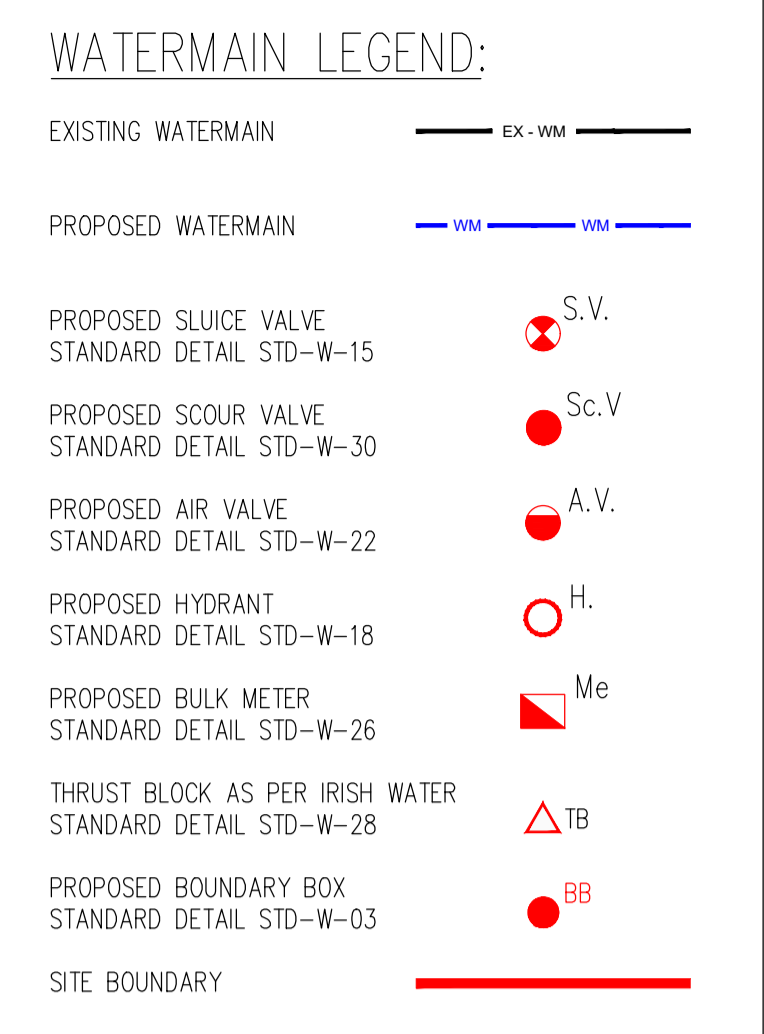 WATERMAIN LEGEND:
EXISTING WATERMAIN
EX - WM
PROPOSED WATERMAIN
WM WM
PROPOSED SLUICE VALVE
STANDARD DETAIL STD-W-15
S.V.
PROPOSED SCOUR VALVE
STANDARD DETAIL STD-W-30
Sc.V
PROPOSED AIR VALVE
STANDARD DETAIL STD-W-22
A.V.
PROPOSED HYDRANT
STANDARD DETAIL STD-W-18
H.
PROPOSED BULK METER
STANDARD DETAIL STD-W-26
Me
THRUST BLOCK AS PER IRISH WATER
STANDARD DETAIL STD-W-28
TB
PROPOSED BOUNDARY BOX
STANDARD DETAIL STD-W-03
BB
SITE BOUNDARY